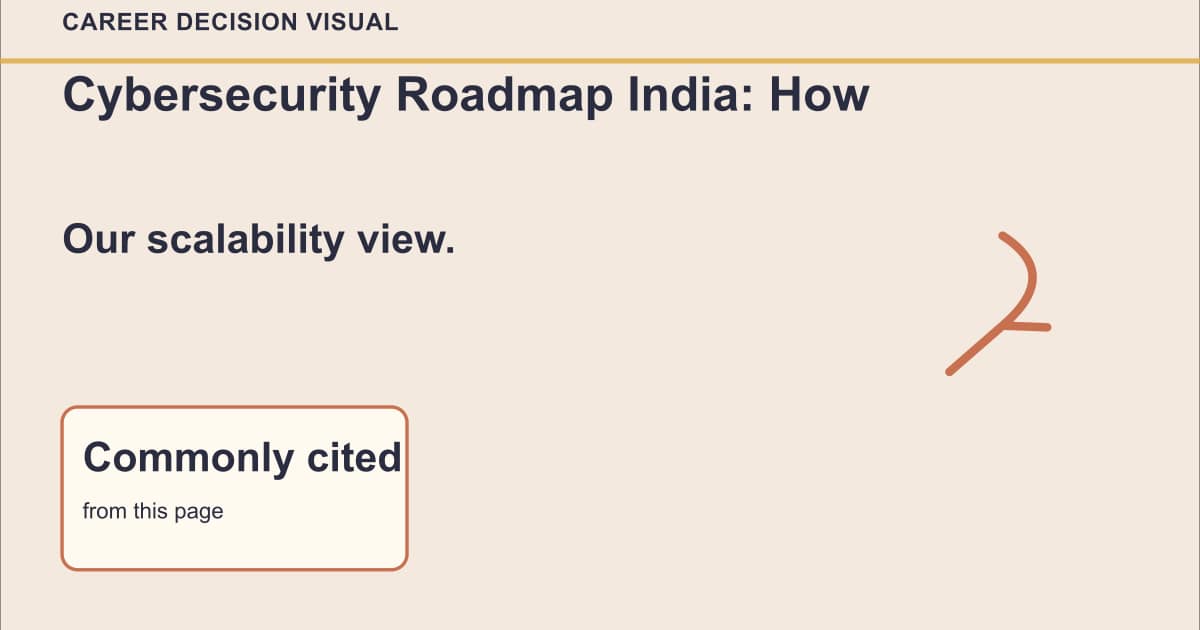 CAREER DECISION VISUAL
Cybersecurity Roadmap India: How
Our scalability view.
Commonly cited
from this page